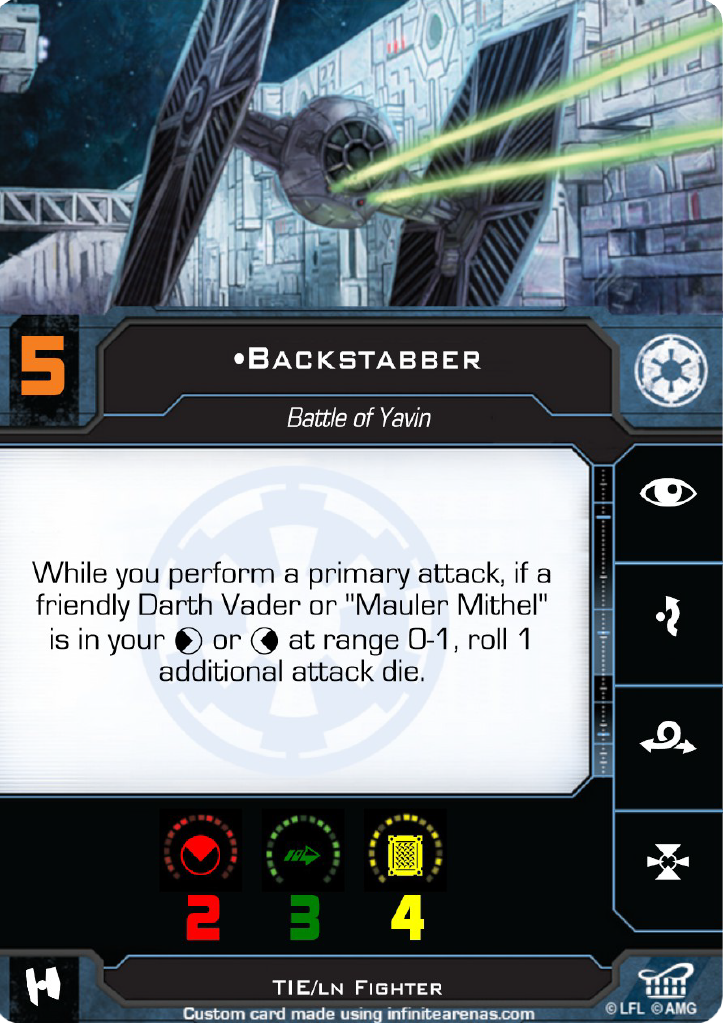 5
•Backstabber
Battle of Yavin
While you perform a primary attack, if a
friendly Darth Vader or "Mauler Mithel"
is in your or at range 0-1, roll 1
additional attack die.
2 3 4
TIE/ln Fighter
© LFL © AMG
Custom card made using infinitearenas.com